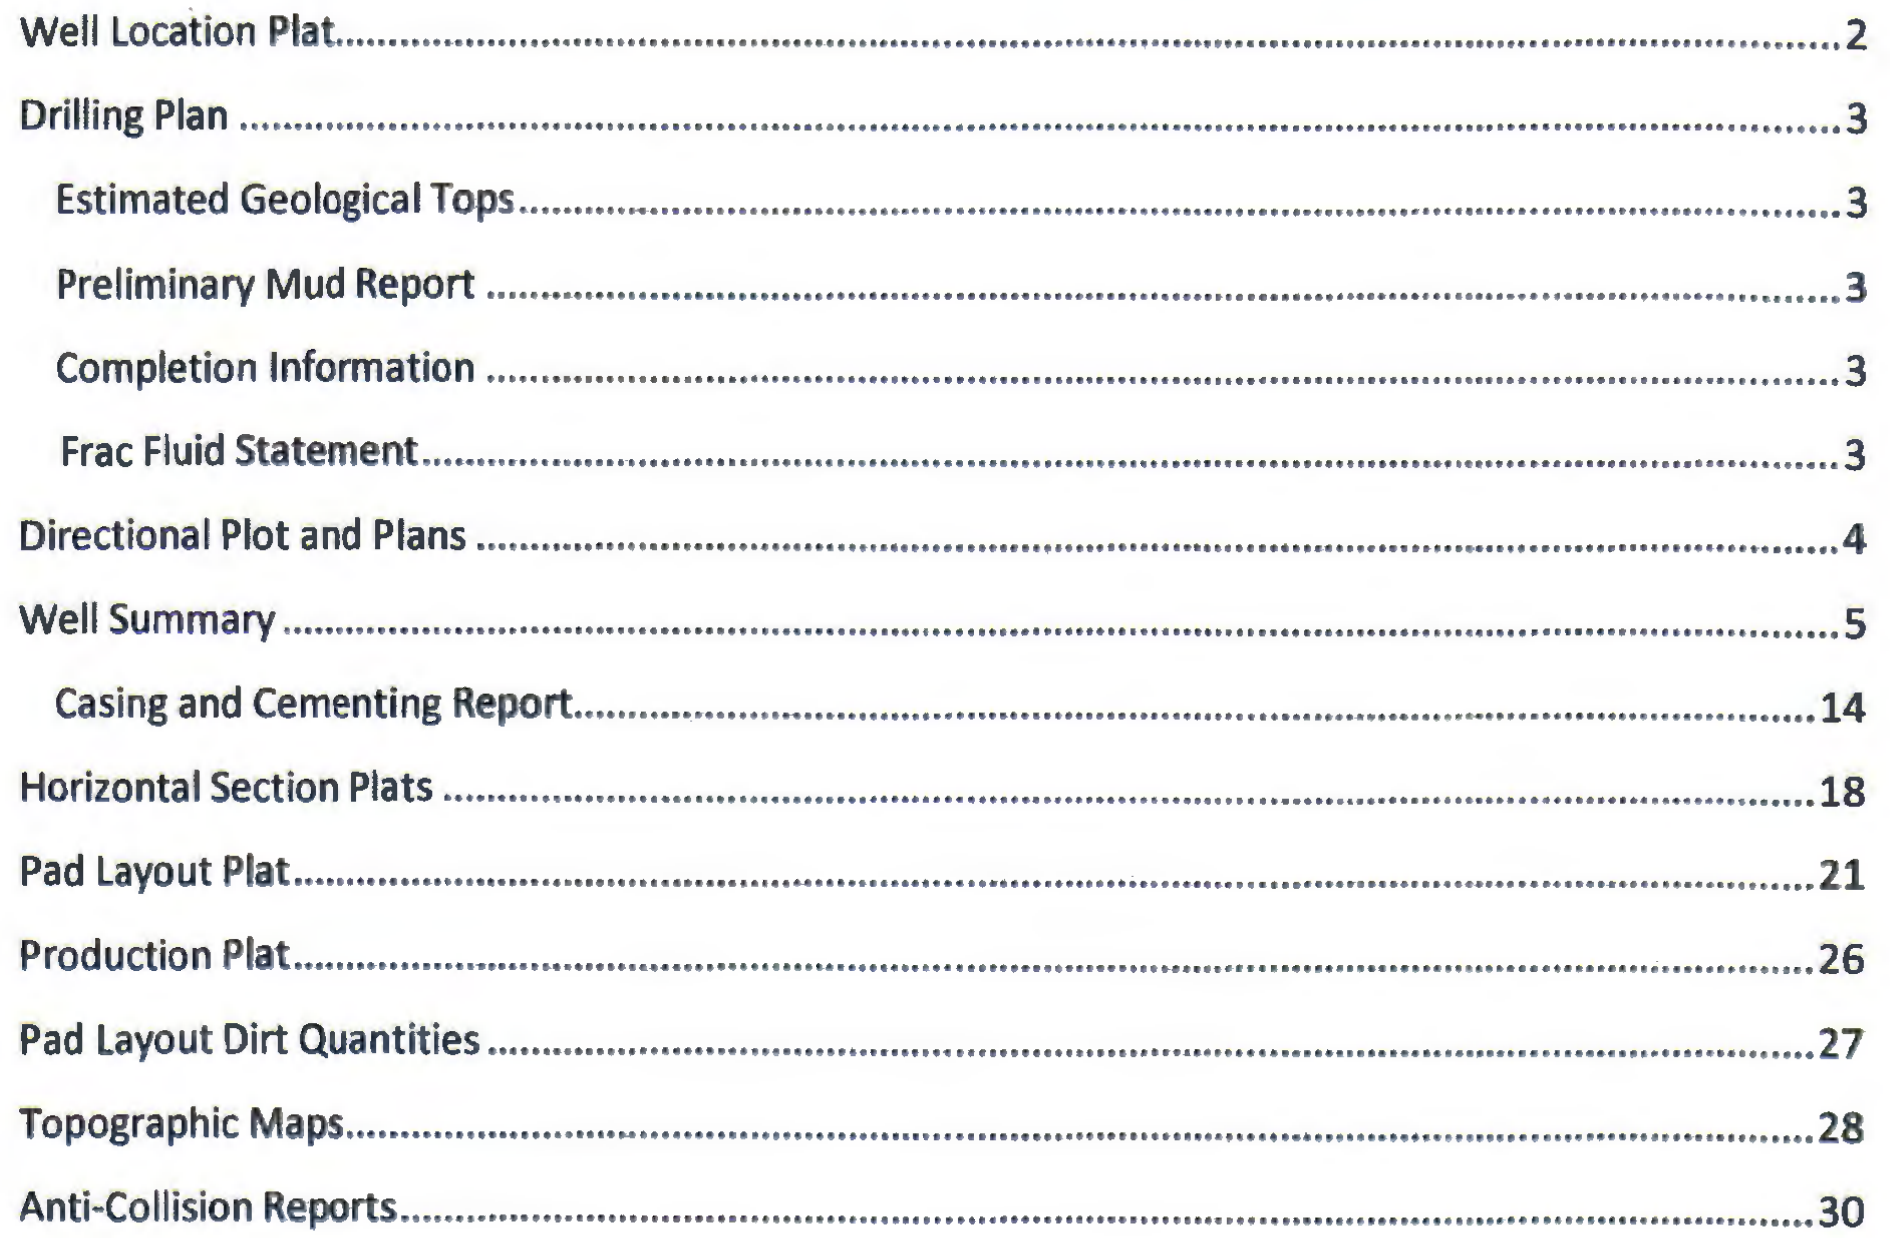 Well Location Plat........................................2
Drilling Plan ........................................3
Estimated Geological Tops........................................3
Preliminary Mud Report ........................................3
Completion Information ........................................3
Frac Fluid Statement........................................3
Directional Plot and Plans ........................................4
Well Summary ........................................5
Casing and Cementing Report........................................14
Horizontal Section Plats ........................................18
Pad Layout Plat........................................21
Production Plat........................................26
Pad Layout Dirt Quantities ........................................27
Topographic Maps........................................28
Anti-Collision Reports........................................30